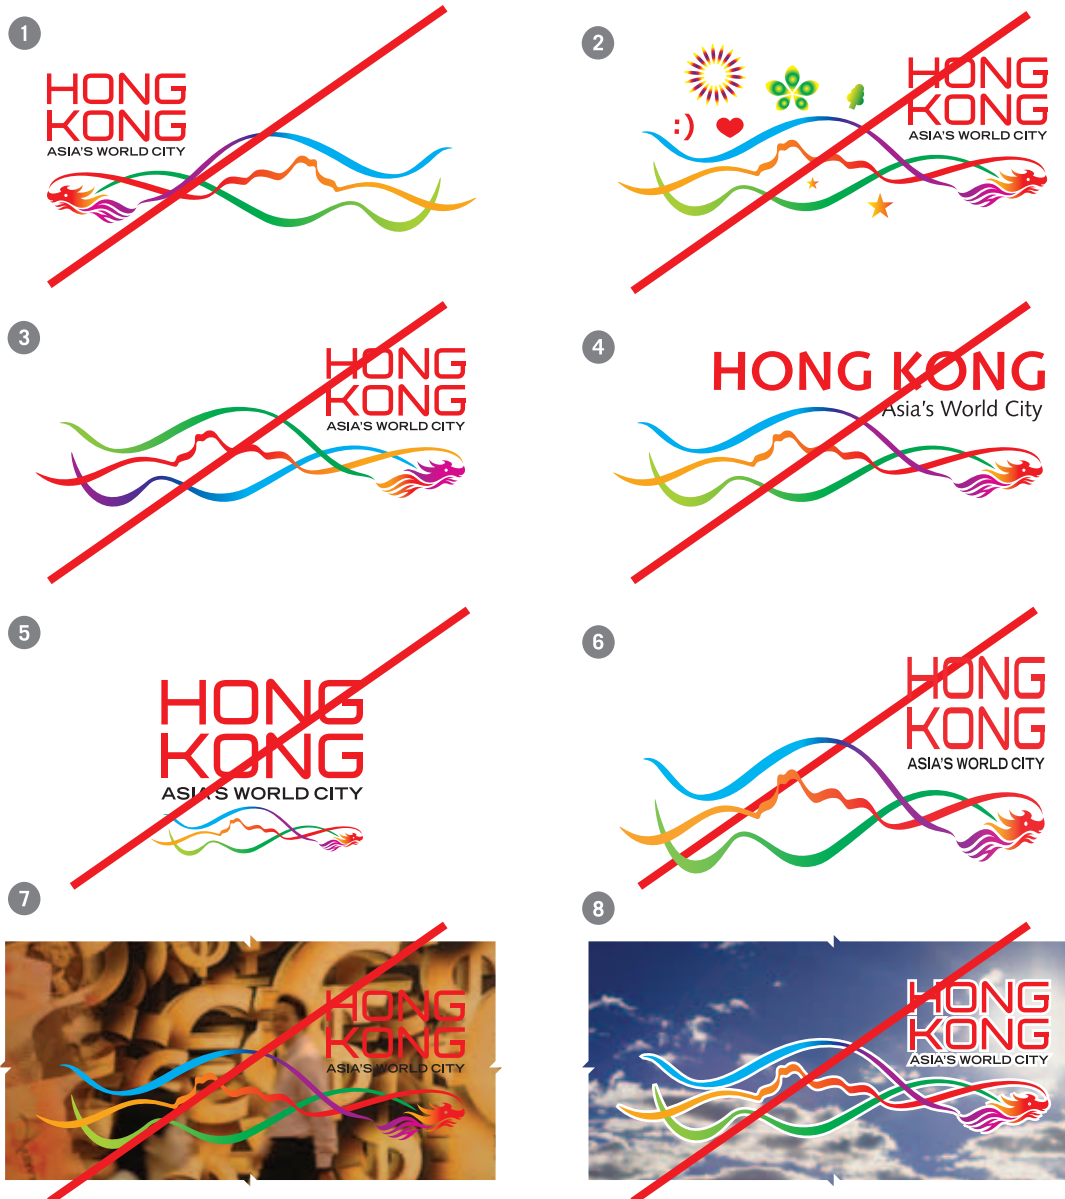 1
HONG
KONG
ASIA'S WORLD CITY
2
:)
HONG
KONG
ASIA'S WORLD CITY
3
HONG
KONG
ASIA'S WORLD CITY
4
HONG KONG
Asia's World City
5
HONG
KONG
ASIA'S WORLD CITY
6
HONG
KONG
ASIA'S WORLD CITY
7
HONG
KONG
ASIA'S WORLD CITY
8
HONG
KONG
ASIA'S WORLD CITY